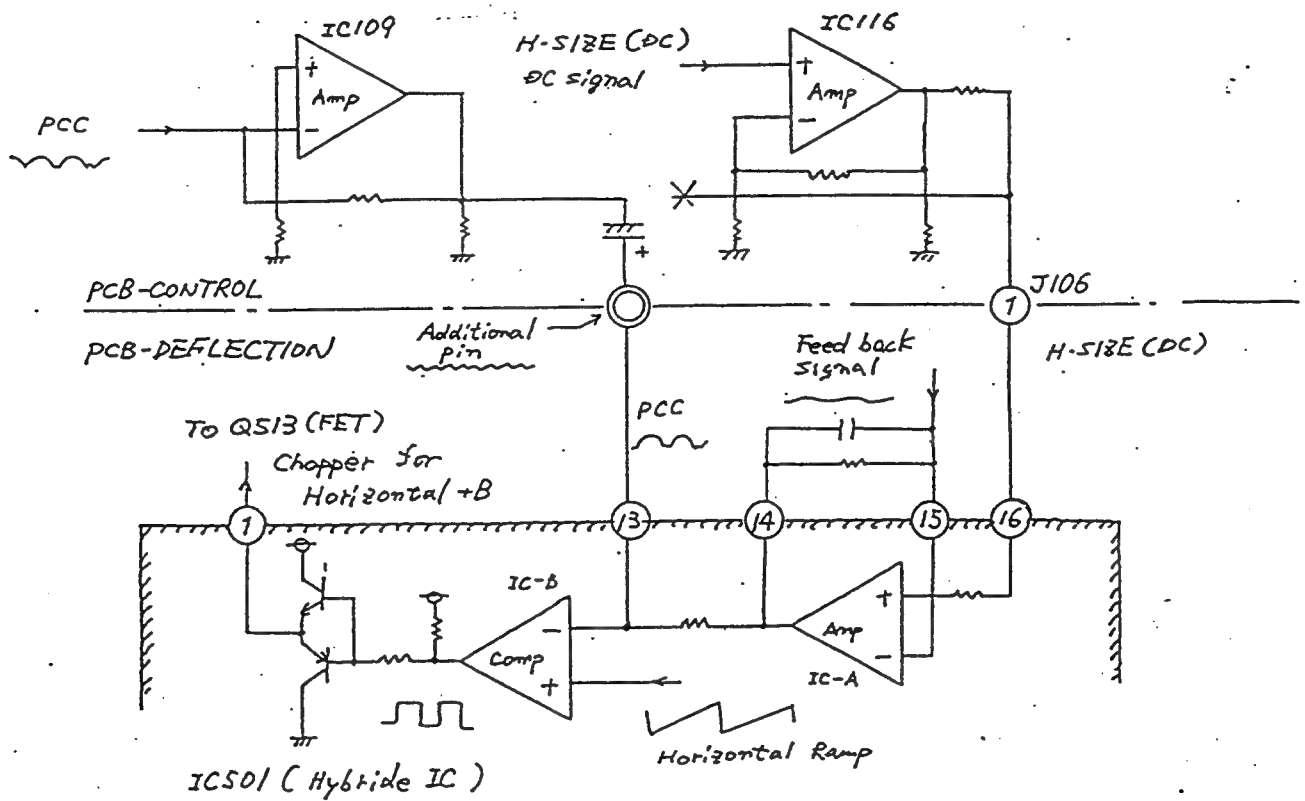 IC109
IC116
H-SIZE (DC)
DC signal
+
Amp
-
+
Amp
-
PCC
+
PCB-CONTROL
J106
1
PCB-DEFLECTION
Additional
pin
Feed back
signal
H-SIZE (DC)
PCC
To Q513 (FET)
Chopper for
Horizontal +B
1
13
14
15
16
IC-B
-
Comp
+
+
Amp
-
IC-A
Horizontal Ramp
IC501 ( Hybride IC )